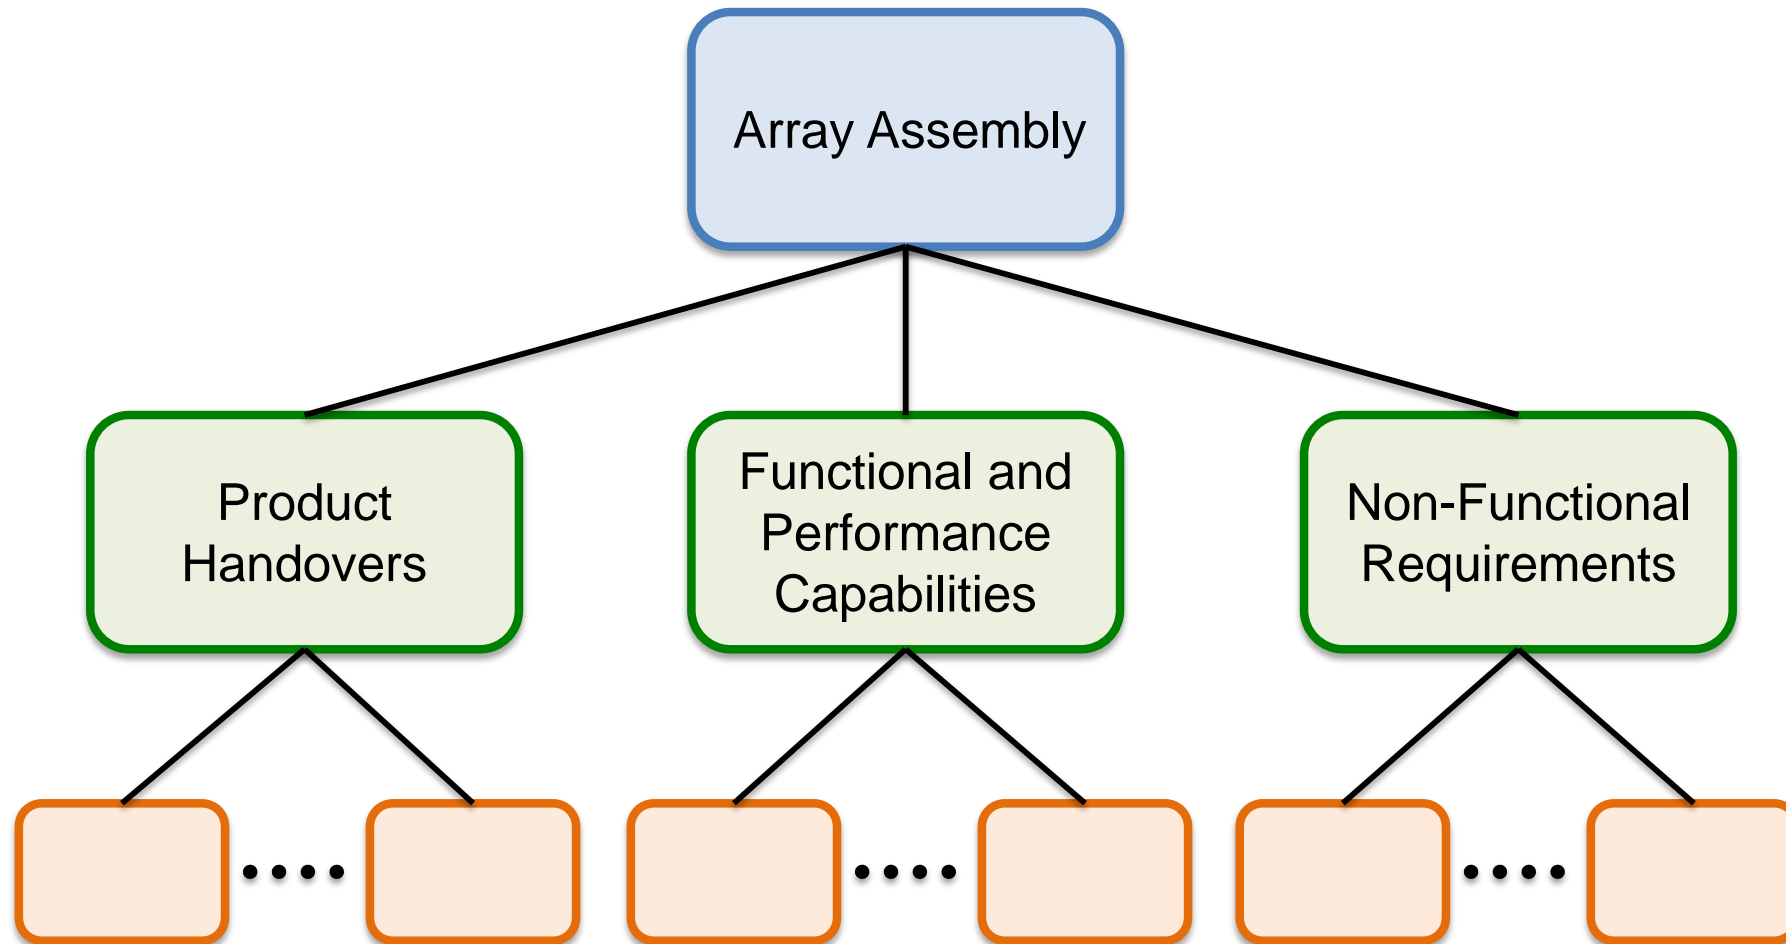 Array Assembly
Product
Handovers
Functional and
Performance
Capabilities
Non-Functional
Requirements